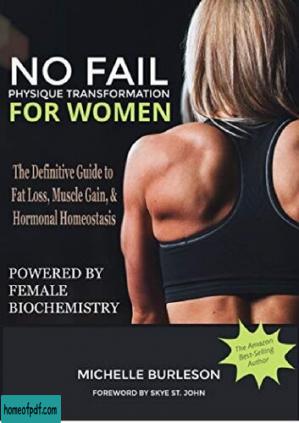 NO FAIL
PHYSIQUE TRANSFORMATION
FOR WOMEN
The Definitive Guide to
Fat Loss, Muscle Gain, &
Hormonal Homeostasis
POWERED BY
FEMALE
BIOCHEMISTRY
The Amazon
Best-Selling
Author
MICHELLE BURLESON
FOREWORD BY SKYE ST. JOHN
homeofpdf.com